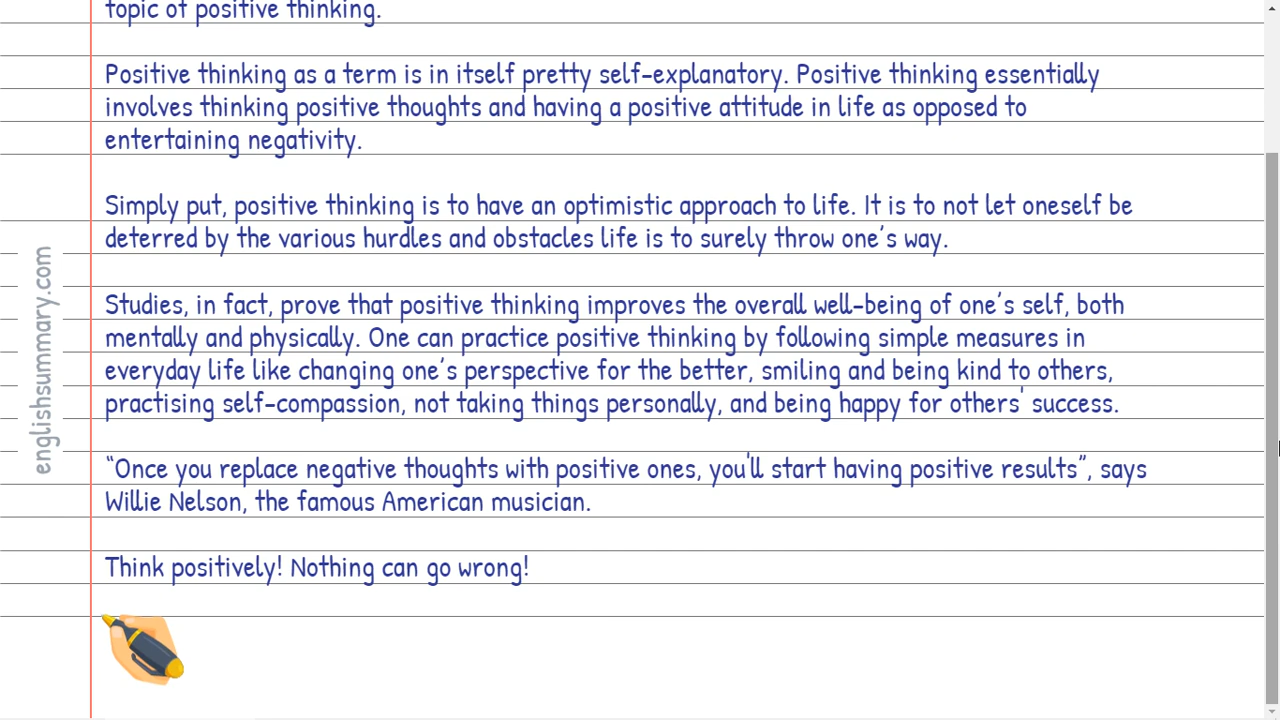 topic of positive thinking.
Positive thinking as a term is in itself pretty self-explanatory. Positive thinking essentially
involves thinking positive thoughts and having a positive attitude in life as opposed to
entertaining negativity.
Simply put, positive thinking is to have an optimistic approach to life. It is to not let oneself be
deterred by the various hurdles and obstacles life is to surely throw one’s way.
Studies, in fact, prove that positive thinking improves the overall well-being of one’s self, both
mentally and physically. One can practice positive thinking by following simple measures in
everyday life like changing one’s perspective for the better, smiling and being kind to others,
practising self-compassion, not taking things personally, and being happy for others' success.
“Once you replace negative thoughts with positive ones, you'll start having positive results”, says
Willie Nelson, the famous American musician.
Think positively! Nothing can go wrong!
englishsummary.com